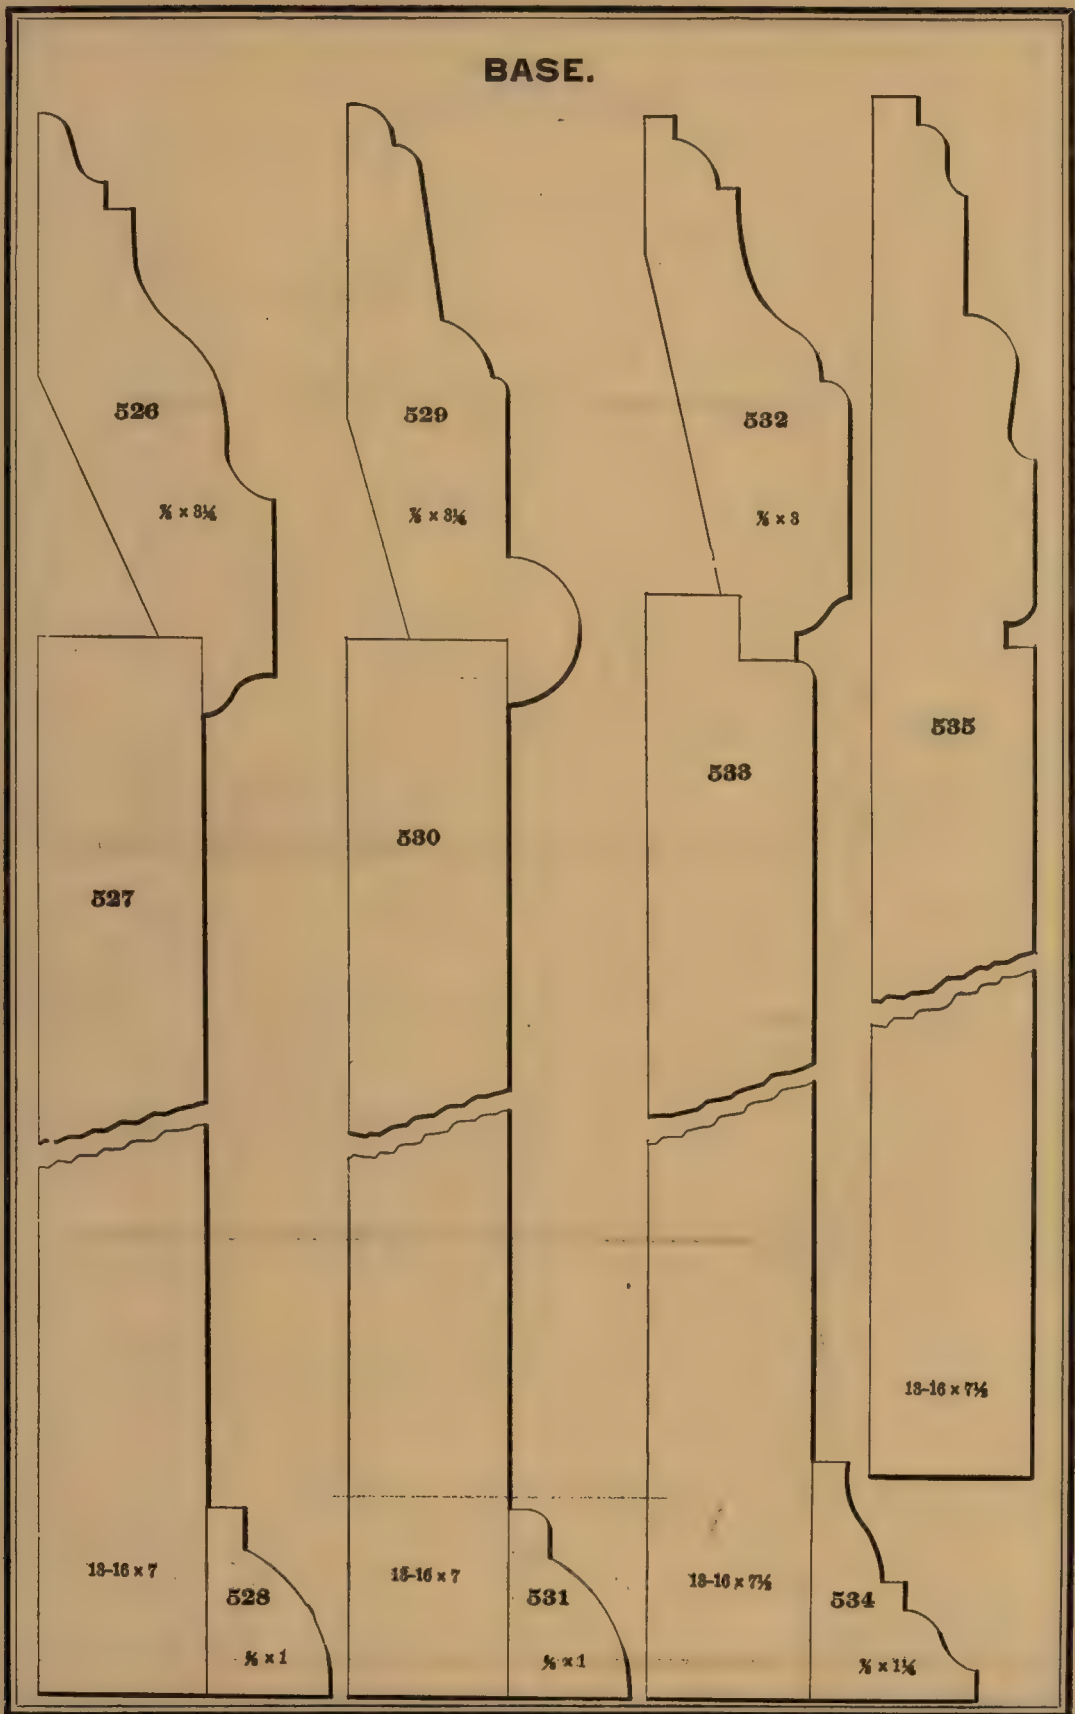 BASE.
526
⅞ × 3¼
529
⅞ × 3¼
532
⅞ × 3
535
527
530
533
13-16 × 7½
13-16 × 7
528
⅝ × 1
13-16 × 7
531
⅝ × 1
13-16 × 7½
534
⅝ × 1¼